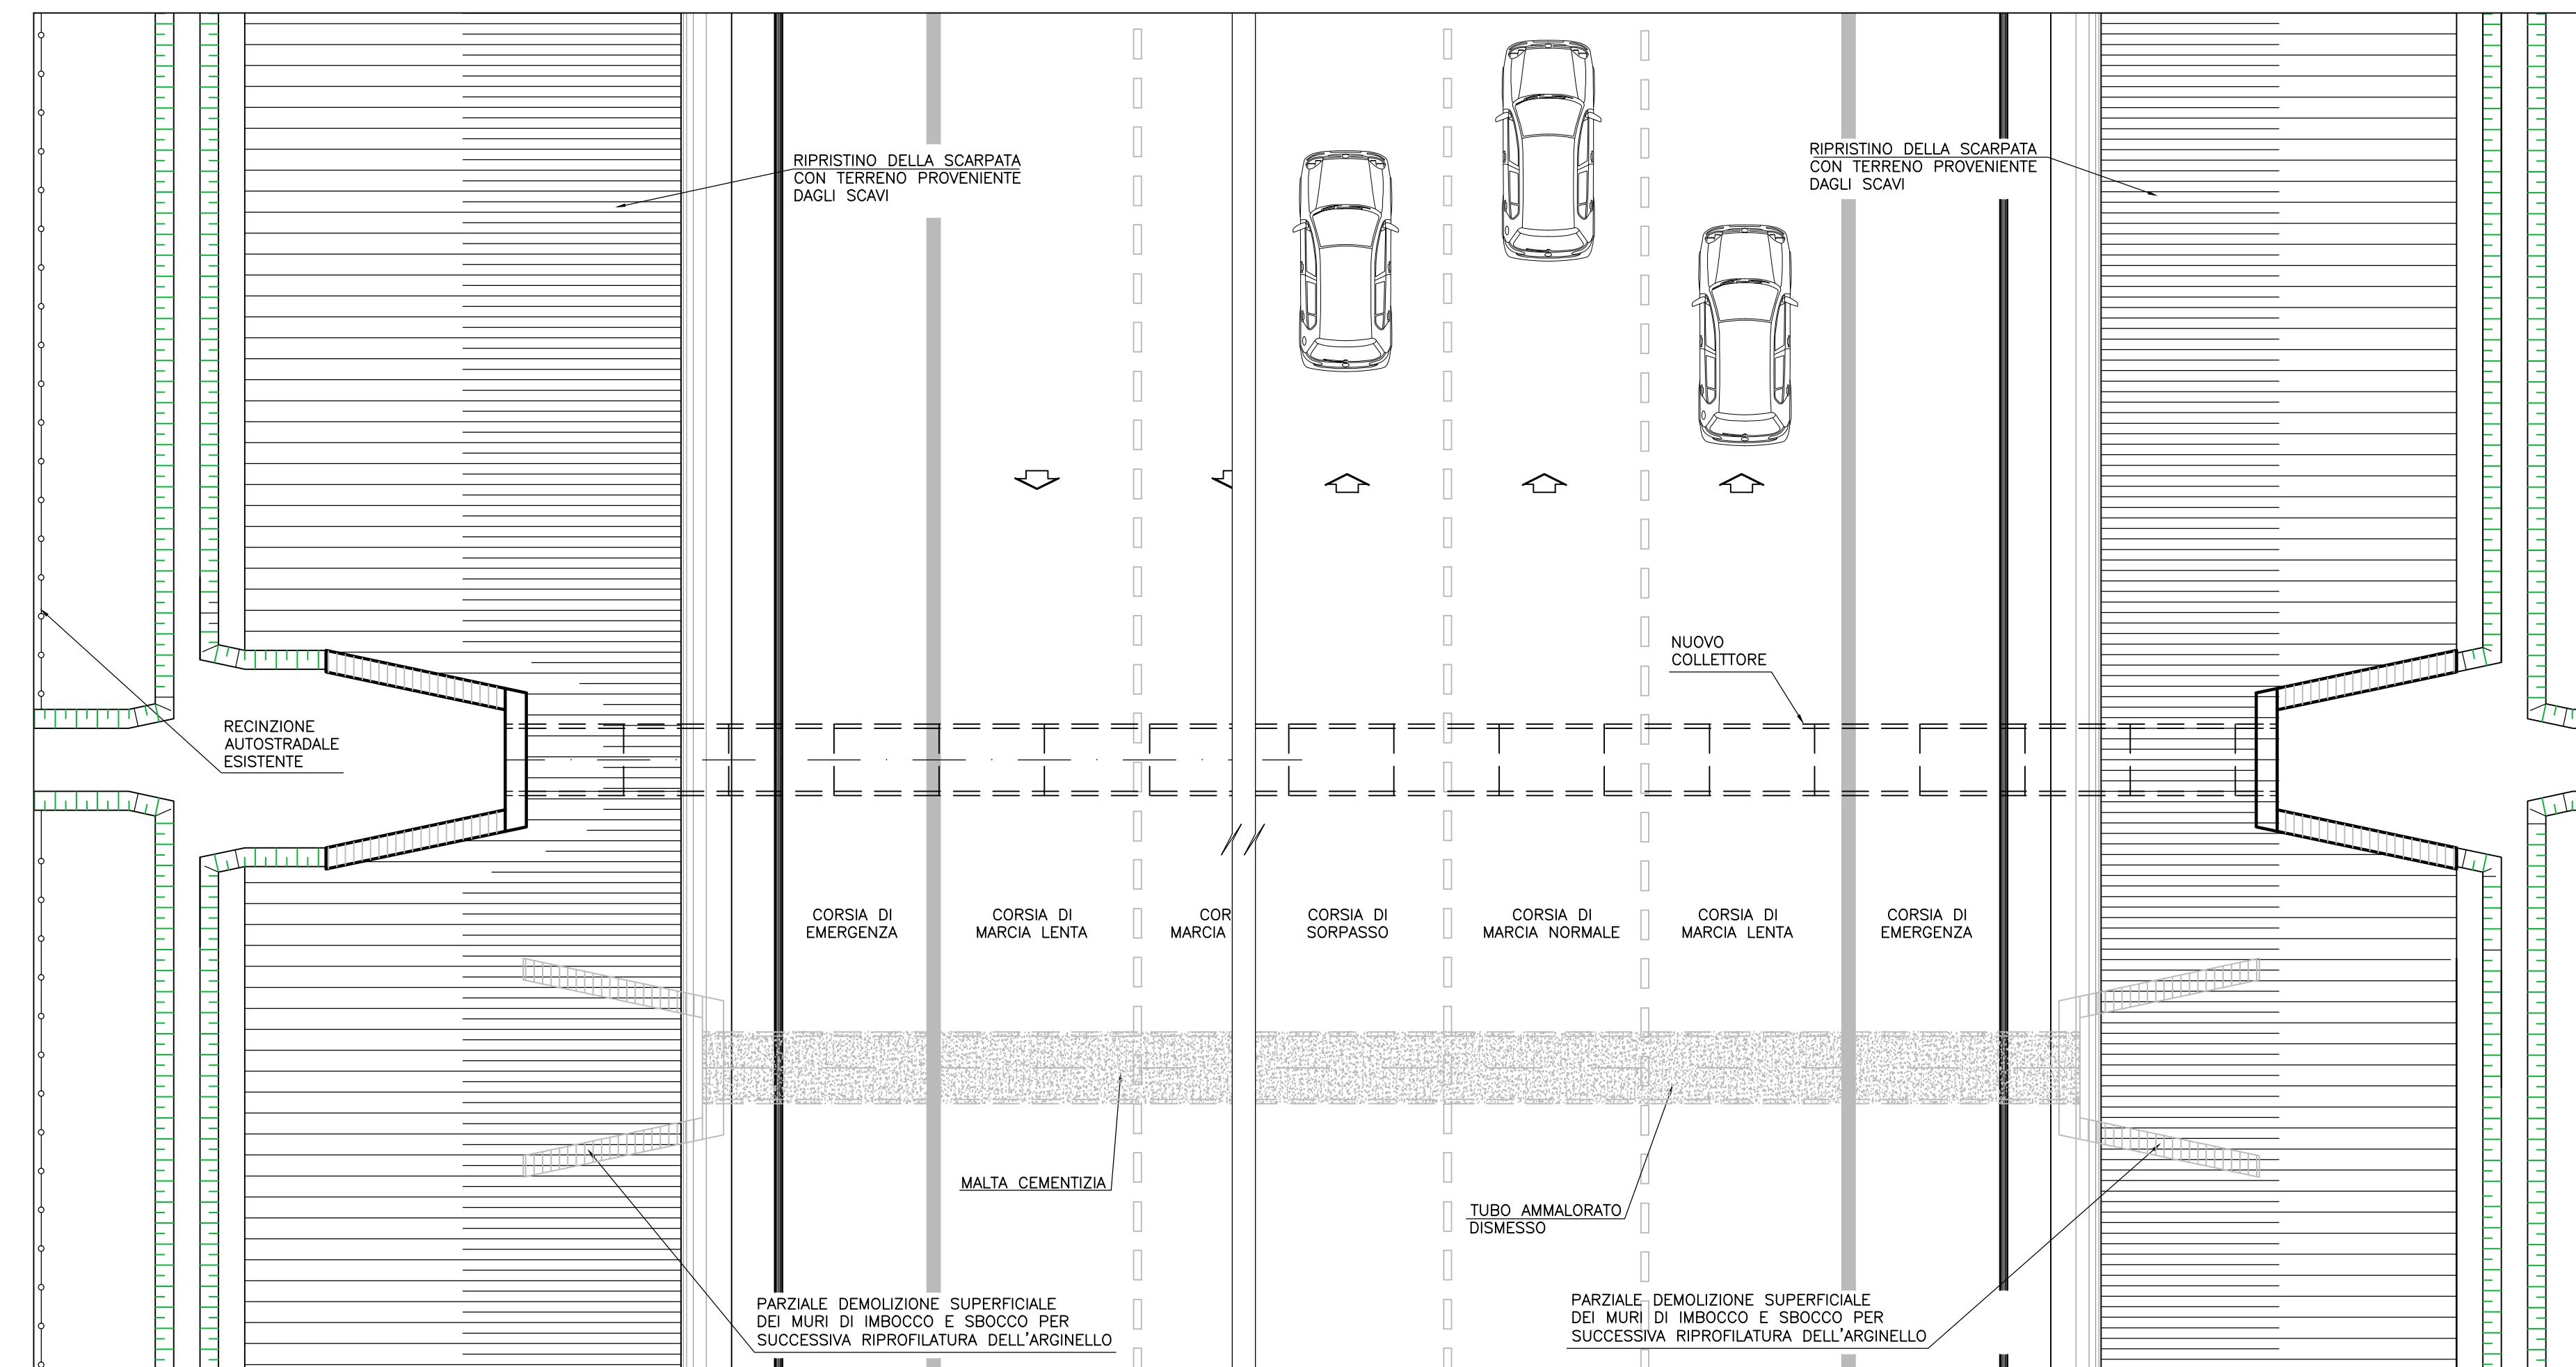 RIPRISTINO DELLA SCARPATA
CON TERRENO PROVENIENTE
DAGLI SCAVI
RIPRISTINO DELLA SCARPATA
CON TERRENO PROVENIENTE
DAGLI SCAVI
NUOVO
COLLETTORE
RECINZIONE
AUTOSTRADALE
ESISTENTE
CORSIA DI
EMERGENZA
CORSIA DI
MARCIA LENTA
COR
MARCIA
CORSIA DI
SORPASSO
CORSIA DI
MARCIA NORMALE
CORSIA DI
MARCIA LENTA
CORSIA DI
EMERGENZA
MALTA CEMENTIZIA
TUBO AMMALORATO
DISMESSO
PARZIALE DEMOLIZIONE SUPERFICIALE
DEI MURI DI IMBOCCO E SBOCCO PER
SUCCESSIVA RIPROFILATURA DELL'ARGINELLO
PARZIALE DEMOLIZIONE SUPERFICIALE
DEI MURI DI IMBOCCO E SBOCCO PER
SUCCESSIVA RIPROFILATURA DELL'ARGINELLO